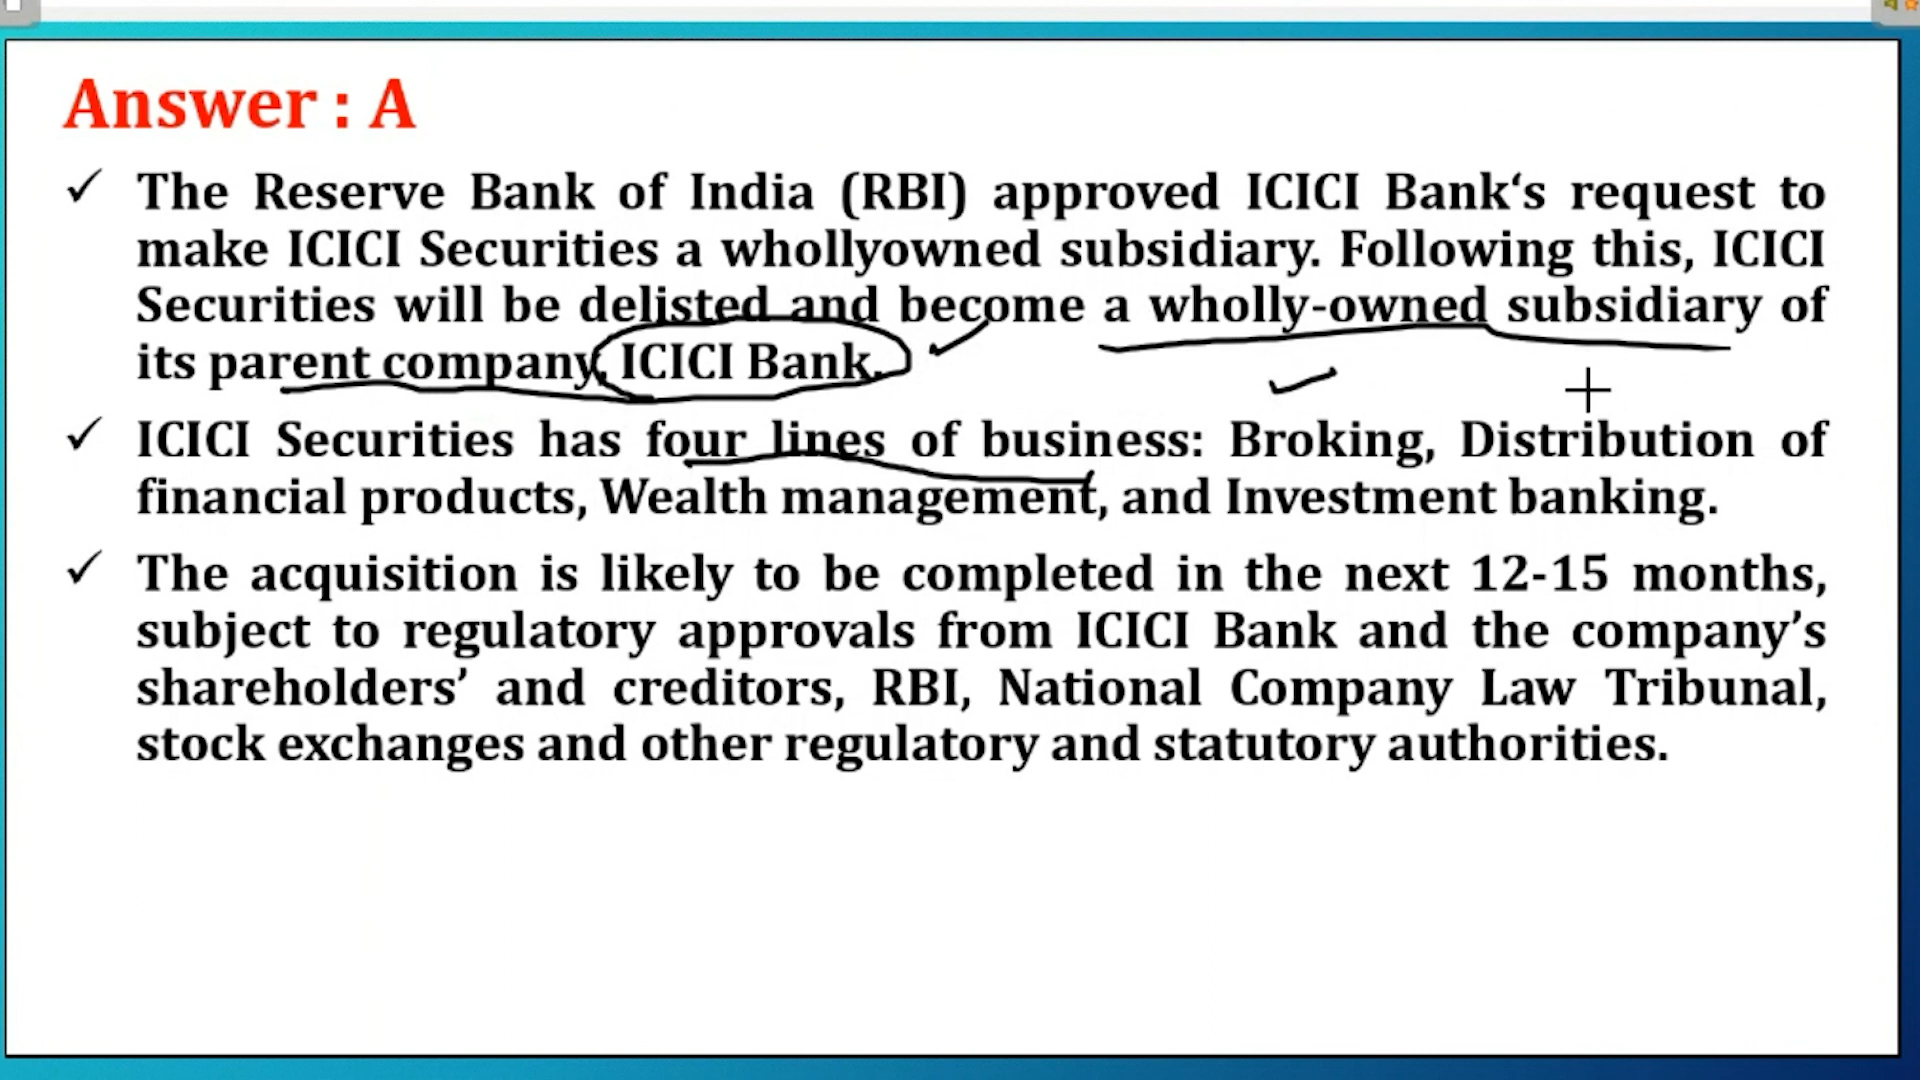 Answer : A
✓ The Reserve Bank of India (RBI) approved ICICI Bank‘s request to
make ICICI Securities a whollyowned subsidiary. Following this, ICICI
Securities will be delisted and become a wholly-owned subsidiary of
its parent company, ICICI Bank.
✓ ICICI Securities has four lines of business: Broking, Distribution of
financial products, Wealth management, and Investment banking.
✓ The acquisition is likely to be completed in the next 12-15 months,
subject to regulatory approvals from ICICI Bank and the company’s
shareholders’ and creditors, RBI, National Company Law Tribunal,
stock exchanges and other regulatory and statutory authorities.